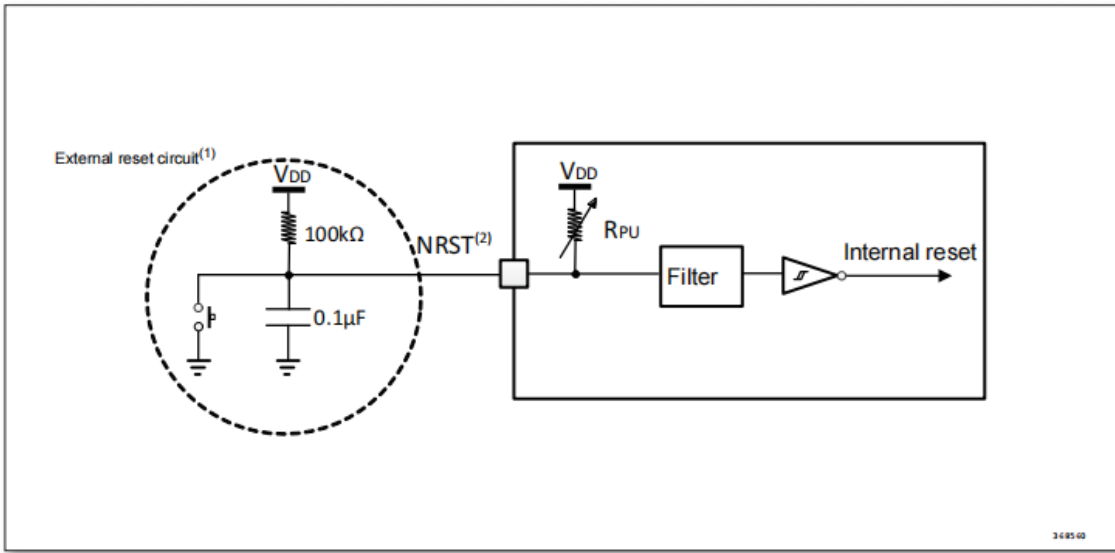 External reset circuit(1)
VDD
100kΩ
0.1μF
NRST(2)
VDD
RPU
Filter
Internal reset